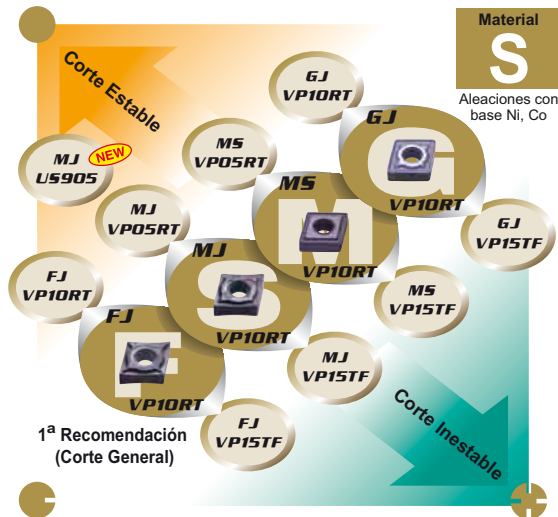 Material
S
Aleaciones con
base Ni, Co
Corte Estable
GJ
VP10RT
MS
VP05RT
MJ
US905
NEW
MJ
VP05RT
FJ
VP10RT
GJ
G
VP10RT
MS
M
VP10RT
MJ
S
VP10RT
FJ
F
VP10RT
GJ
VP15TF
MS
VP15TF
MJ
VP15TF
FJ
VP15TF
Corte Inestable
1ª Recomendación
(Corte General)